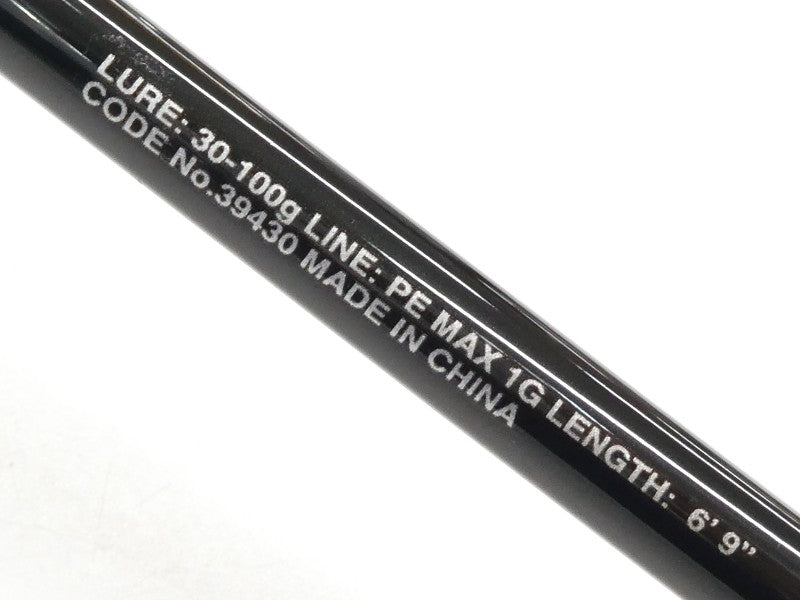 LURE: 30-100g LINE: PE MAX 1G LENGTH: 6' 9"
CODE No.39430 MADE IN CHINA